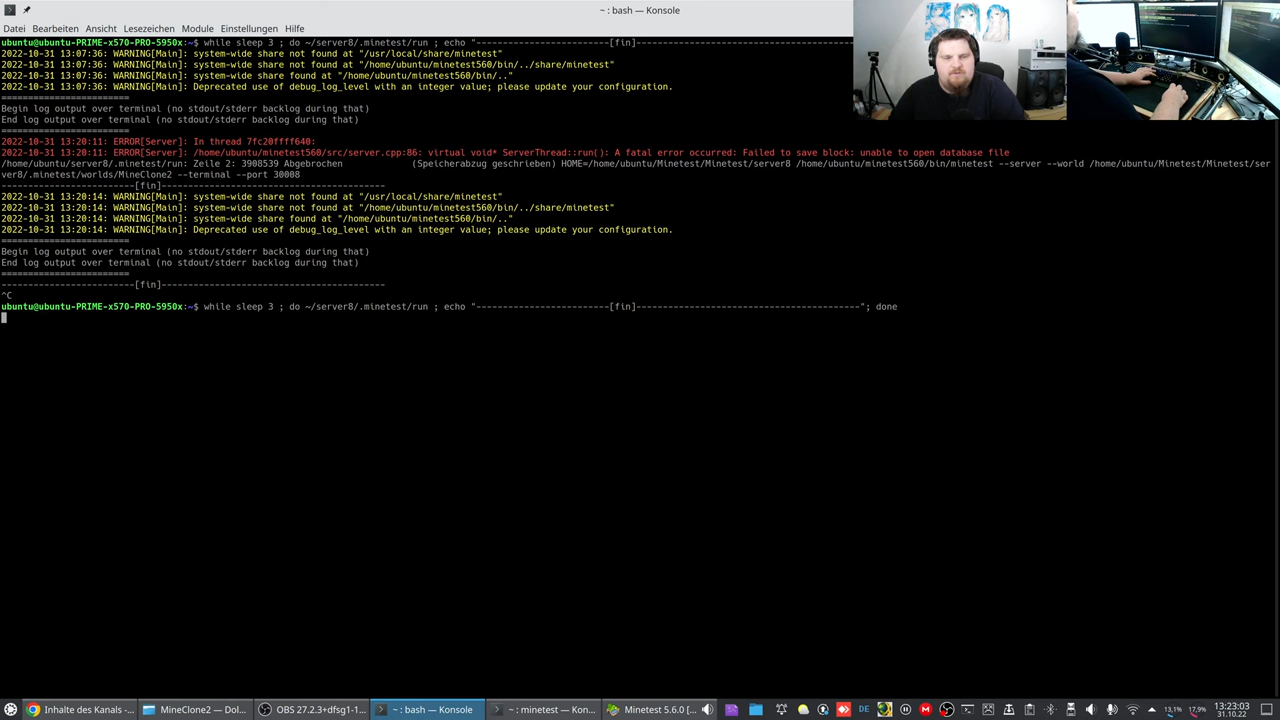 ~ : bash — Konsole
Datei Bearbeiten Ansicht Lesezeichen Module Einstellungen Hilfe
ubuntu@ubuntu-PRIME-x570-PRO-5950x:~$ while sleep 3 ; do ~/server8/.minetest/run ; echo "-------------------------[fin]-----------------------------------------
2022-10-31 13:07:36: WARNING[Main]: system-wide share not found at "/usr/local/share/minetest"
2022-10-31 13:07:36: WARNING[Main]: system-wide share not found at "/home/ubuntu/minetest560/bin/../share/minetest"
2022-10-31 13:07:36: WARNING[Main]: system-wide share found at "/home/ubuntu/minetest560/bin/.."
2022-10-31 13:07:36: WARNING[Main]: Deprecated use of debug_log_level with an integer value; please update your configuration.
========================
Begin log output over terminal (no stdout/stderr backlog during that)
End log output over terminal (no stdout/stderr backlog during that)
========================
2022-10-31 13:20:11: ERROR[Server]: In thread 7fc20ffff640:
2022-10-31 13:20:11: ERROR[Server]: /home/ubuntu/minetest560/src/server.cpp:86: virtual void* ServerThread::run(): A fatal error occurred: Failed to save block: unable to open database file
/home/ubuntu/server8/.minetest/run: Zeile 2: 3908539 Abgebrochen             (Speicherabzug geschrieben) HOME=/home/ubuntu/Minetest/Minetest/server8 /home/ubuntu/minetest560/bin/minetest --server --world /home/ubuntu/Minetest/Minetest/ser
ver8/.minetest/worlds/MineClone2 --terminal --port 30008
-------------------------[fin]------------------------------------------
2022-10-31 13:20:14: WARNING[Main]: system-wide share not found at "/usr/local/share/minetest"
2022-10-31 13:20:14: WARNING[Main]: system-wide share not found at "/home/ubuntu/minetest560/bin/../share/minetest"
2022-10-31 13:20:14: WARNING[Main]: system-wide share found at "/home/ubuntu/minetest560/bin/.."
2022-10-31 13:20:14: WARNING[Main]: Deprecated use of debug_log_level with an integer value; please update your configuration.
========================
Begin log output over terminal (no stdout/stderr backlog during that)
End log output over terminal (no stdout/stderr backlog during that)
========================
-------------------------[fin]------------------------------------------
^C
ubuntu@ubuntu-PRIME-x570-PRO-5950x:~$ while sleep 3 ; do ~/server8/.minetest/run ; echo "-------------------------[fin]------------------------------------------"; done
Inhalte des Kanals -... MineClone2 — Dol... OBS 27.2.3+dfsg1-1... ~ : bash — Konsole ~ : minetest — Kon... Minetest 5.6.0 [... DE 13,1% 17,9% 13:23:03
31.10.22